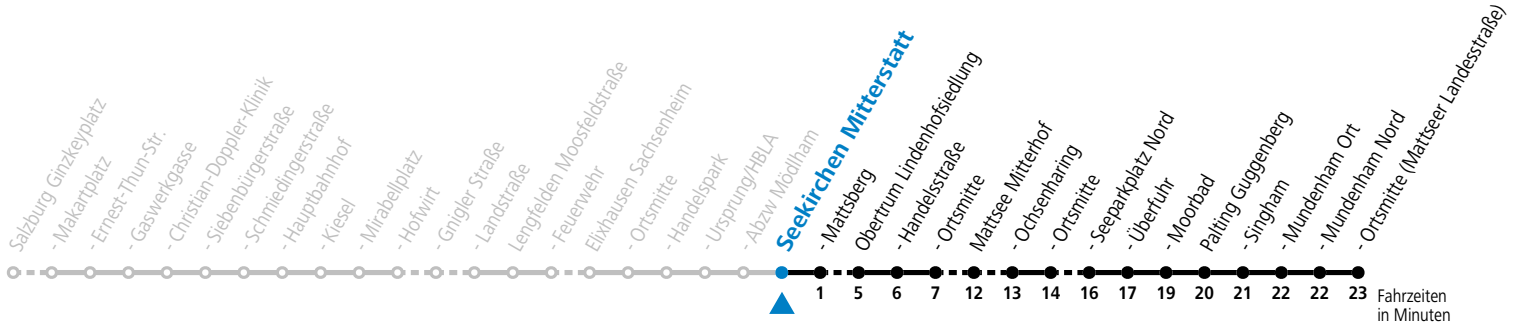 Salzburg Ginzkeyplatz
- Makartplatz
Ernest-Thun-Str.
- Gaswerkgasse
- Christian-Doppler-Klinik
- Siebenbürgerstraße
- Schmiedingerstraße
- Hauptbahnhof
- Kiesel
- Mirabellplatz
- Hofwirt
- Gnigler Straße
- Landstraße
Lengfelden Moosfeldstraße
- Feuerwehr
Elixhausen Sachsenheim
- Ortsmitte
- Handelspark
- Ursprung/HBLA
- Abzw Mödlham
Seekirchen Mitterstatt
- Mattsberg
Obertrum Lindenhofsiedlung
- Handelsstraße
- Ortsmitte
Mattsee Mitterhof
- Ochsenharing
- Ortsmitte
- Seeparkplatz Nord
- Überfuhr
- Moorbad
Palting Guggenberg
- Singham
- Mundenham Ort
- Mundenham Nord
- Ortsmitte (Mattseer Landesstraße)
1 5 6 7 12 13 14 16 17 19 20 21 22 22 23
Fahrzeiten
in Minuten